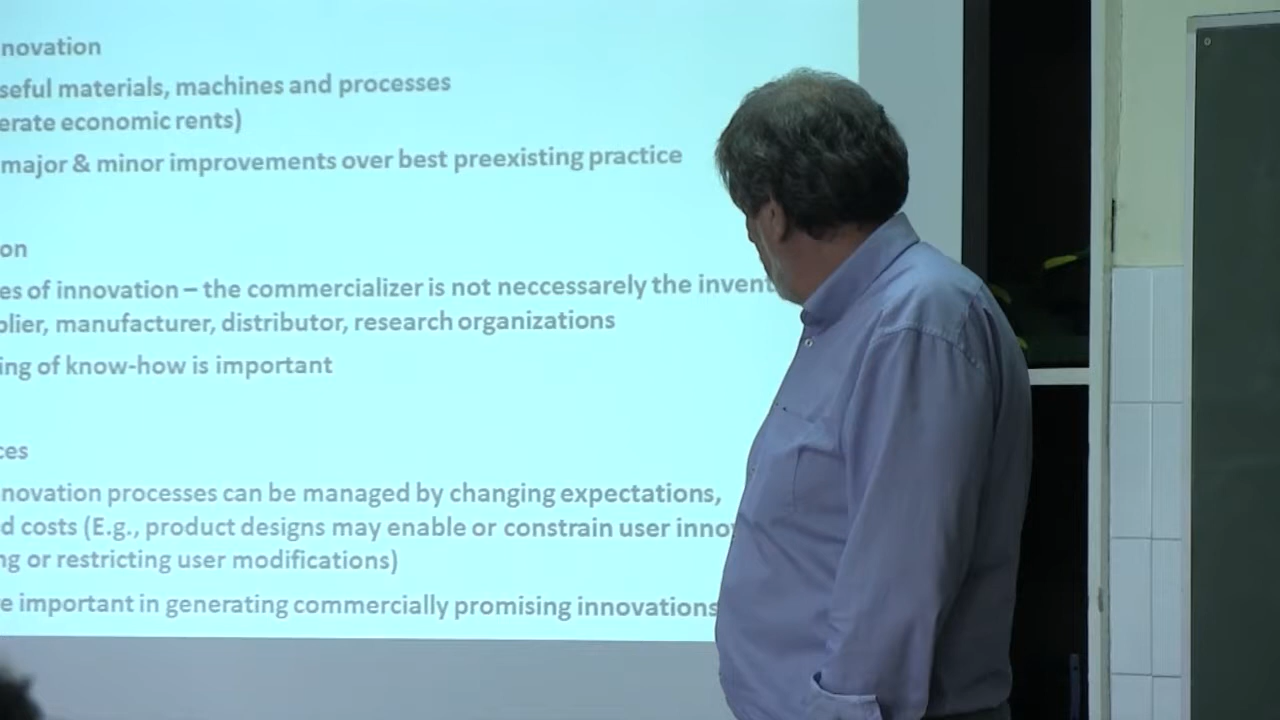 novation
seful materials, machines and processes
erate economic rents)
major & minor improvements over best preexisting practice
on
es of innovation – the commercializer is not neccessarely the invent
plier, manufacturer, distributor, research organizations
ing of know-how is important
ces
novation processes can be managed by changing expectations,
d costs (E.g., product designs may enable or constrain user inno
ng or restricting user modifications)
e important in generating commercially promising innovations